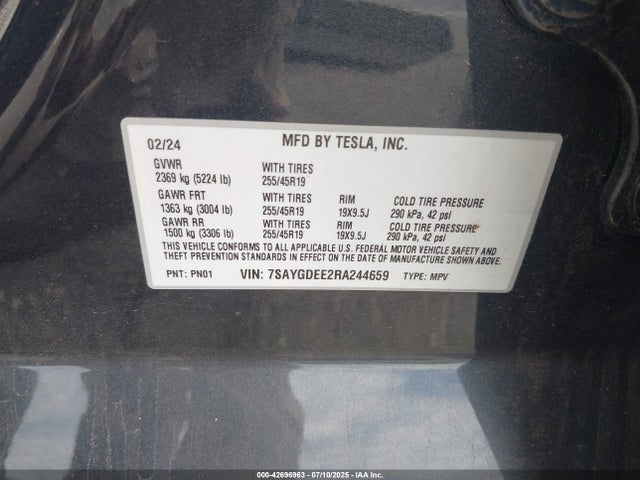 02/24 MFD BY TESLA, INC.
GVWR WITH TIRES
2369 kg (5224 lb) 255/45R19
GAWR FRT WITH TIRES RIM COLD TIRE PRESSURE
1363 kg (3004 lb) 255/45R19 19X9.5J 290 kPa, 42 psi
GAWR RR WITH TIRES RIM COLD TIRE PRESSURE
1500 kg (3306 lb) 255/45R19 19X9.5J 290 kPa, 42 psi
THIS VEHICLE CONFORMS TO ALL APPLICABLE U.S. FEDERAL MOTOR VEHICLE SAFETY AND
THEFT PREVENTION STANDARDS IN EFFECT ON DATE OF MANUFACTURE SHOWN ABOVE.
PNT: PN01 VIN: 7SAYGDEE2RA244659 TYPE: MPV
000-42696963 - 07/10/2025 - IAA Corp.